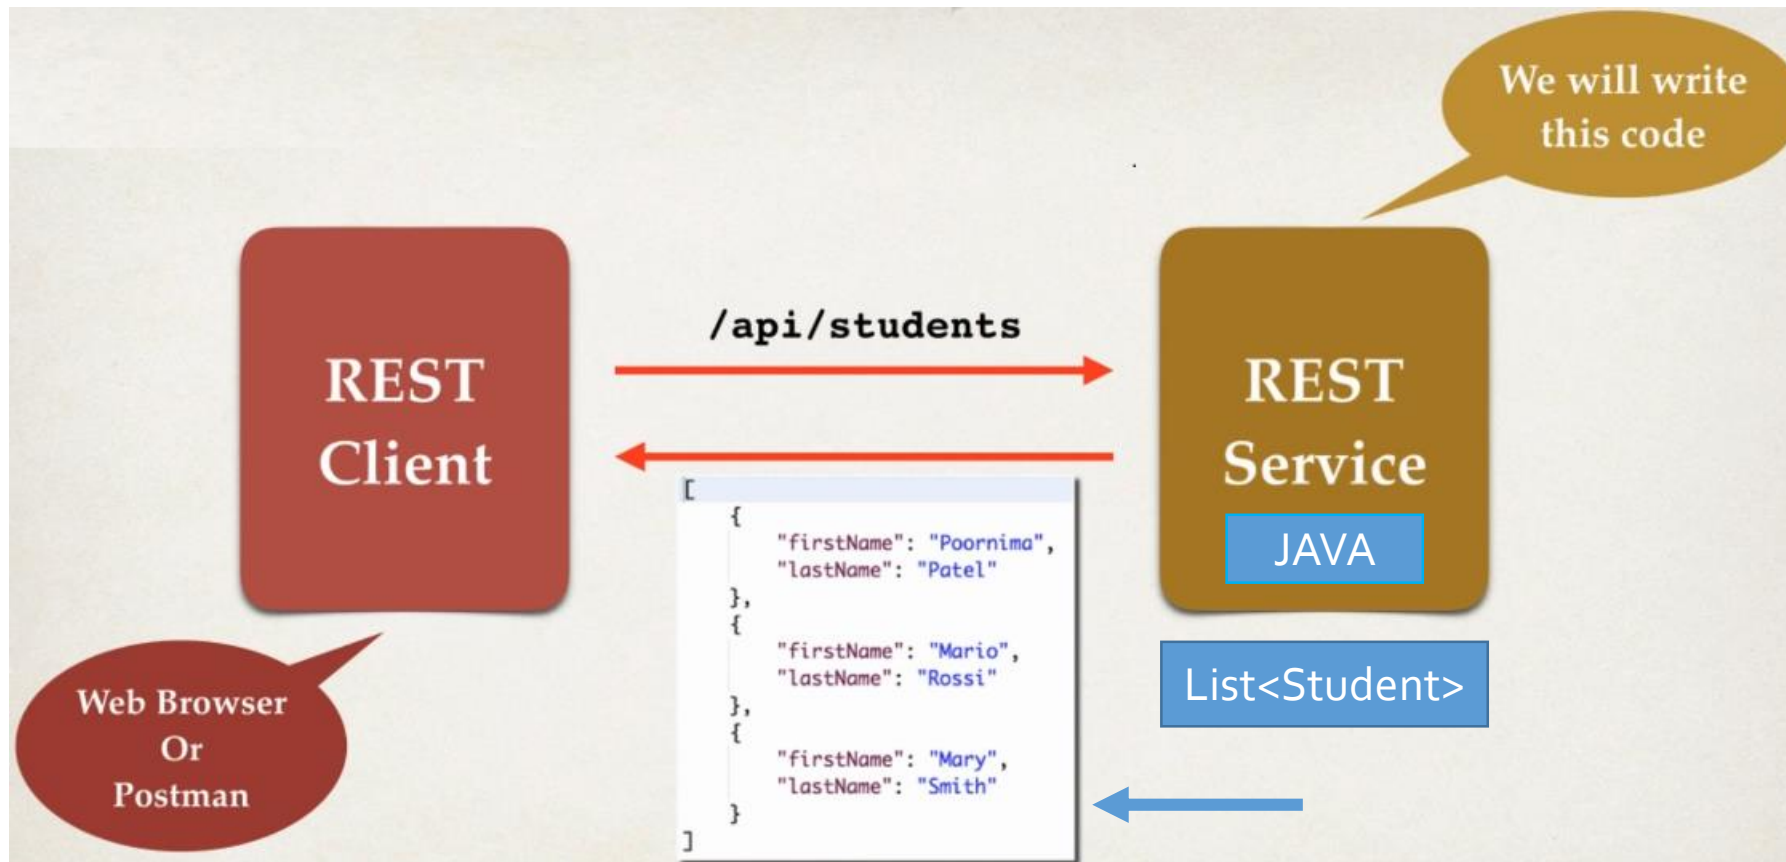 We will write
this code
/api/students
REST
Client
REST
Service
JAVA
List<Student>
[
{
"firstName": "Poornima",
"lastName": "Patel"
},
{
"firstName": "Mario",
"lastName": "Rossi"
},
{
"firstName": "Mary",
"lastName": "Smith"
}
]
Web Browser
Or
Postman